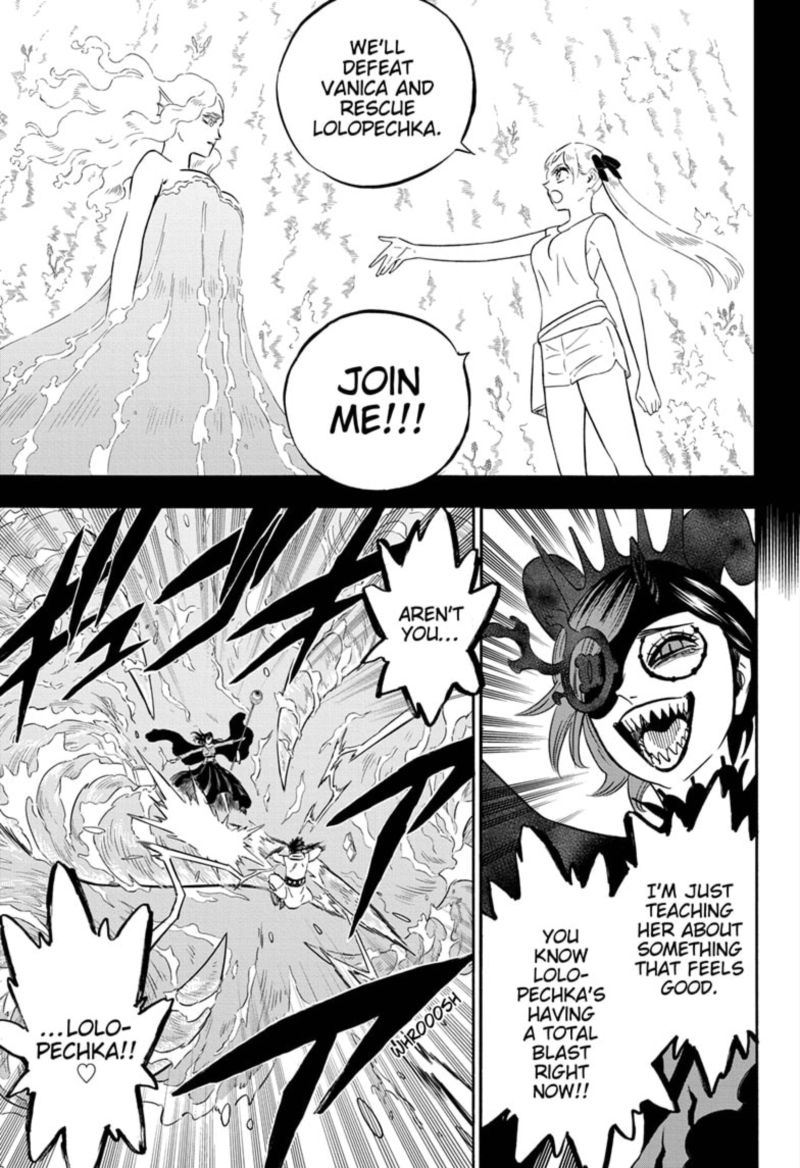 WE'LL
DEFEAT
VANICA AND
RESCUE
LOLOPECHKA.
JOIN
ME!!!
I'M JUST
TEACHING
HER ABOUT
SOMETHING
THAT FEELS
GOOD.
YOU
KNOW
LOLO-
PECHKA'S
HAVING
A TOTAL
BLAST
RIGHT
NOW!!
AREN'T
YOU...
WHROOOSH
...LOLO-
PECHKA!!
♡